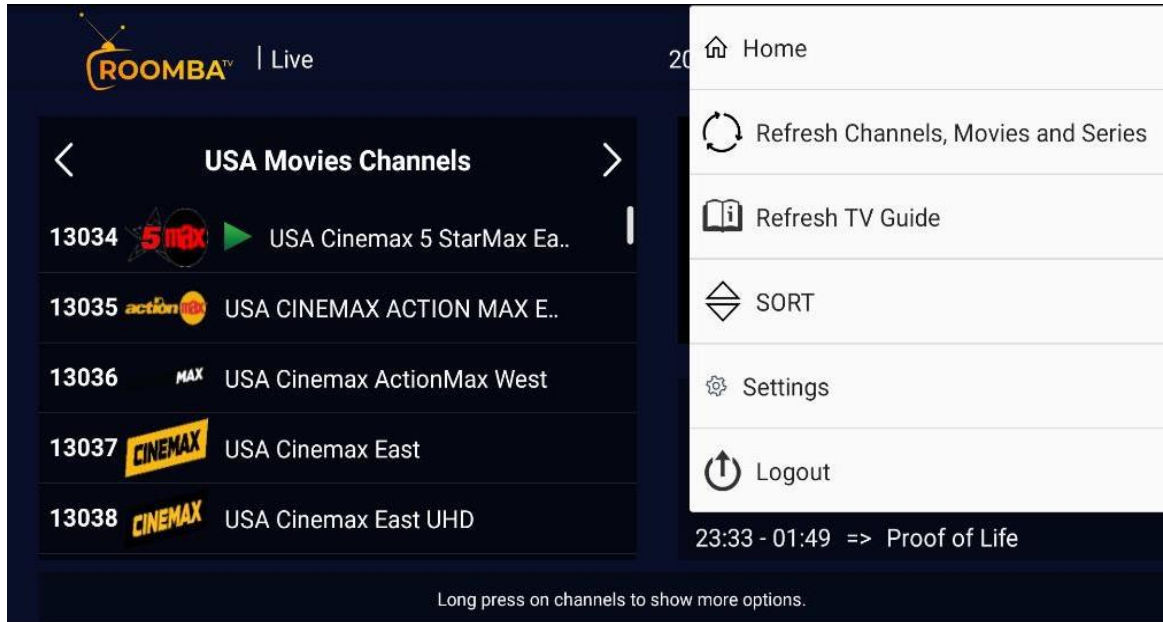 ROOMBA TV
| Live
20
USA Movies Channels
13034 5 max USA Cinemax 5 StarMax Ea..
13035 action max USA CINEMAX ACTION MAX E..
13036 MAX USA Cinemax ActionMax West
13037 CINEMAX USA Cinemax East
13038 CINEMAX USA Cinemax East UHD
Home
Refresh Channels, Movies and Series
Refresh TV Guide
SORT
Settings
Logout
23:33 - 01:49 => Proof of Life
Long press on channels to show more options.